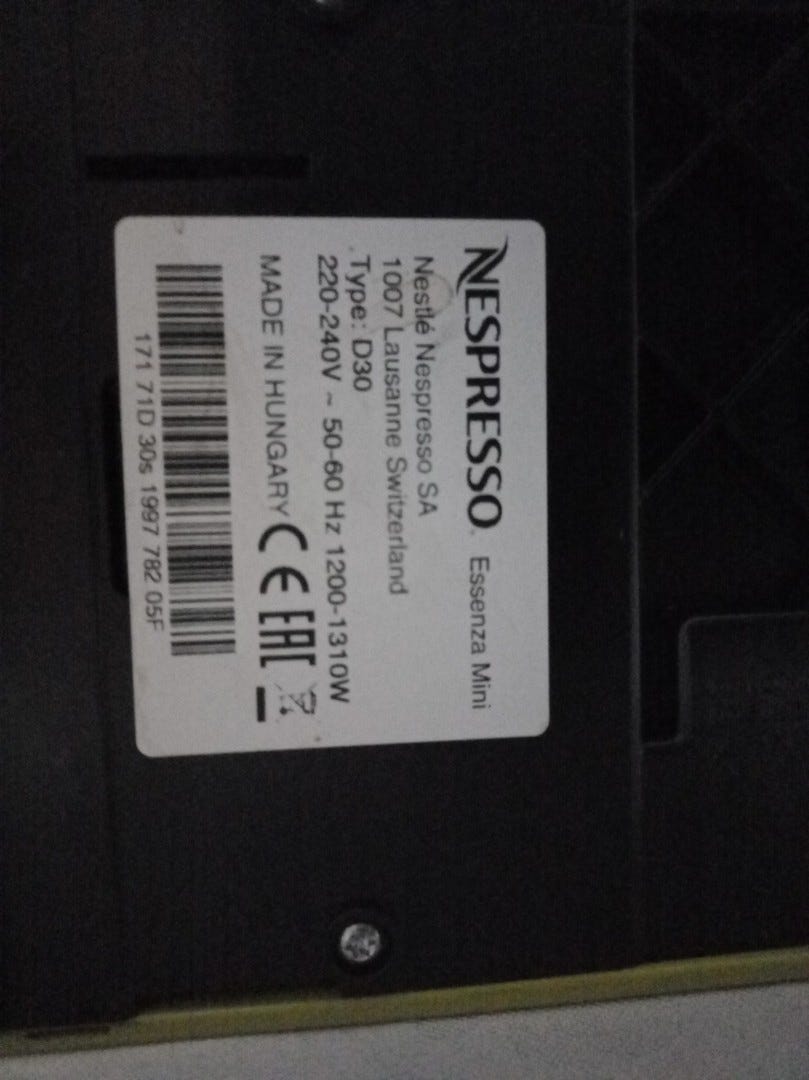 NESPRESSO. Essenza Mini
Nestlé Nespresso SA
1007 Lausanne Switzerland
Type: D30
220-240V ~ 50-60 Hz 1200-1310W
MADE IN HUNGARY CE EAC
171 71D 30s 1997 782 05F